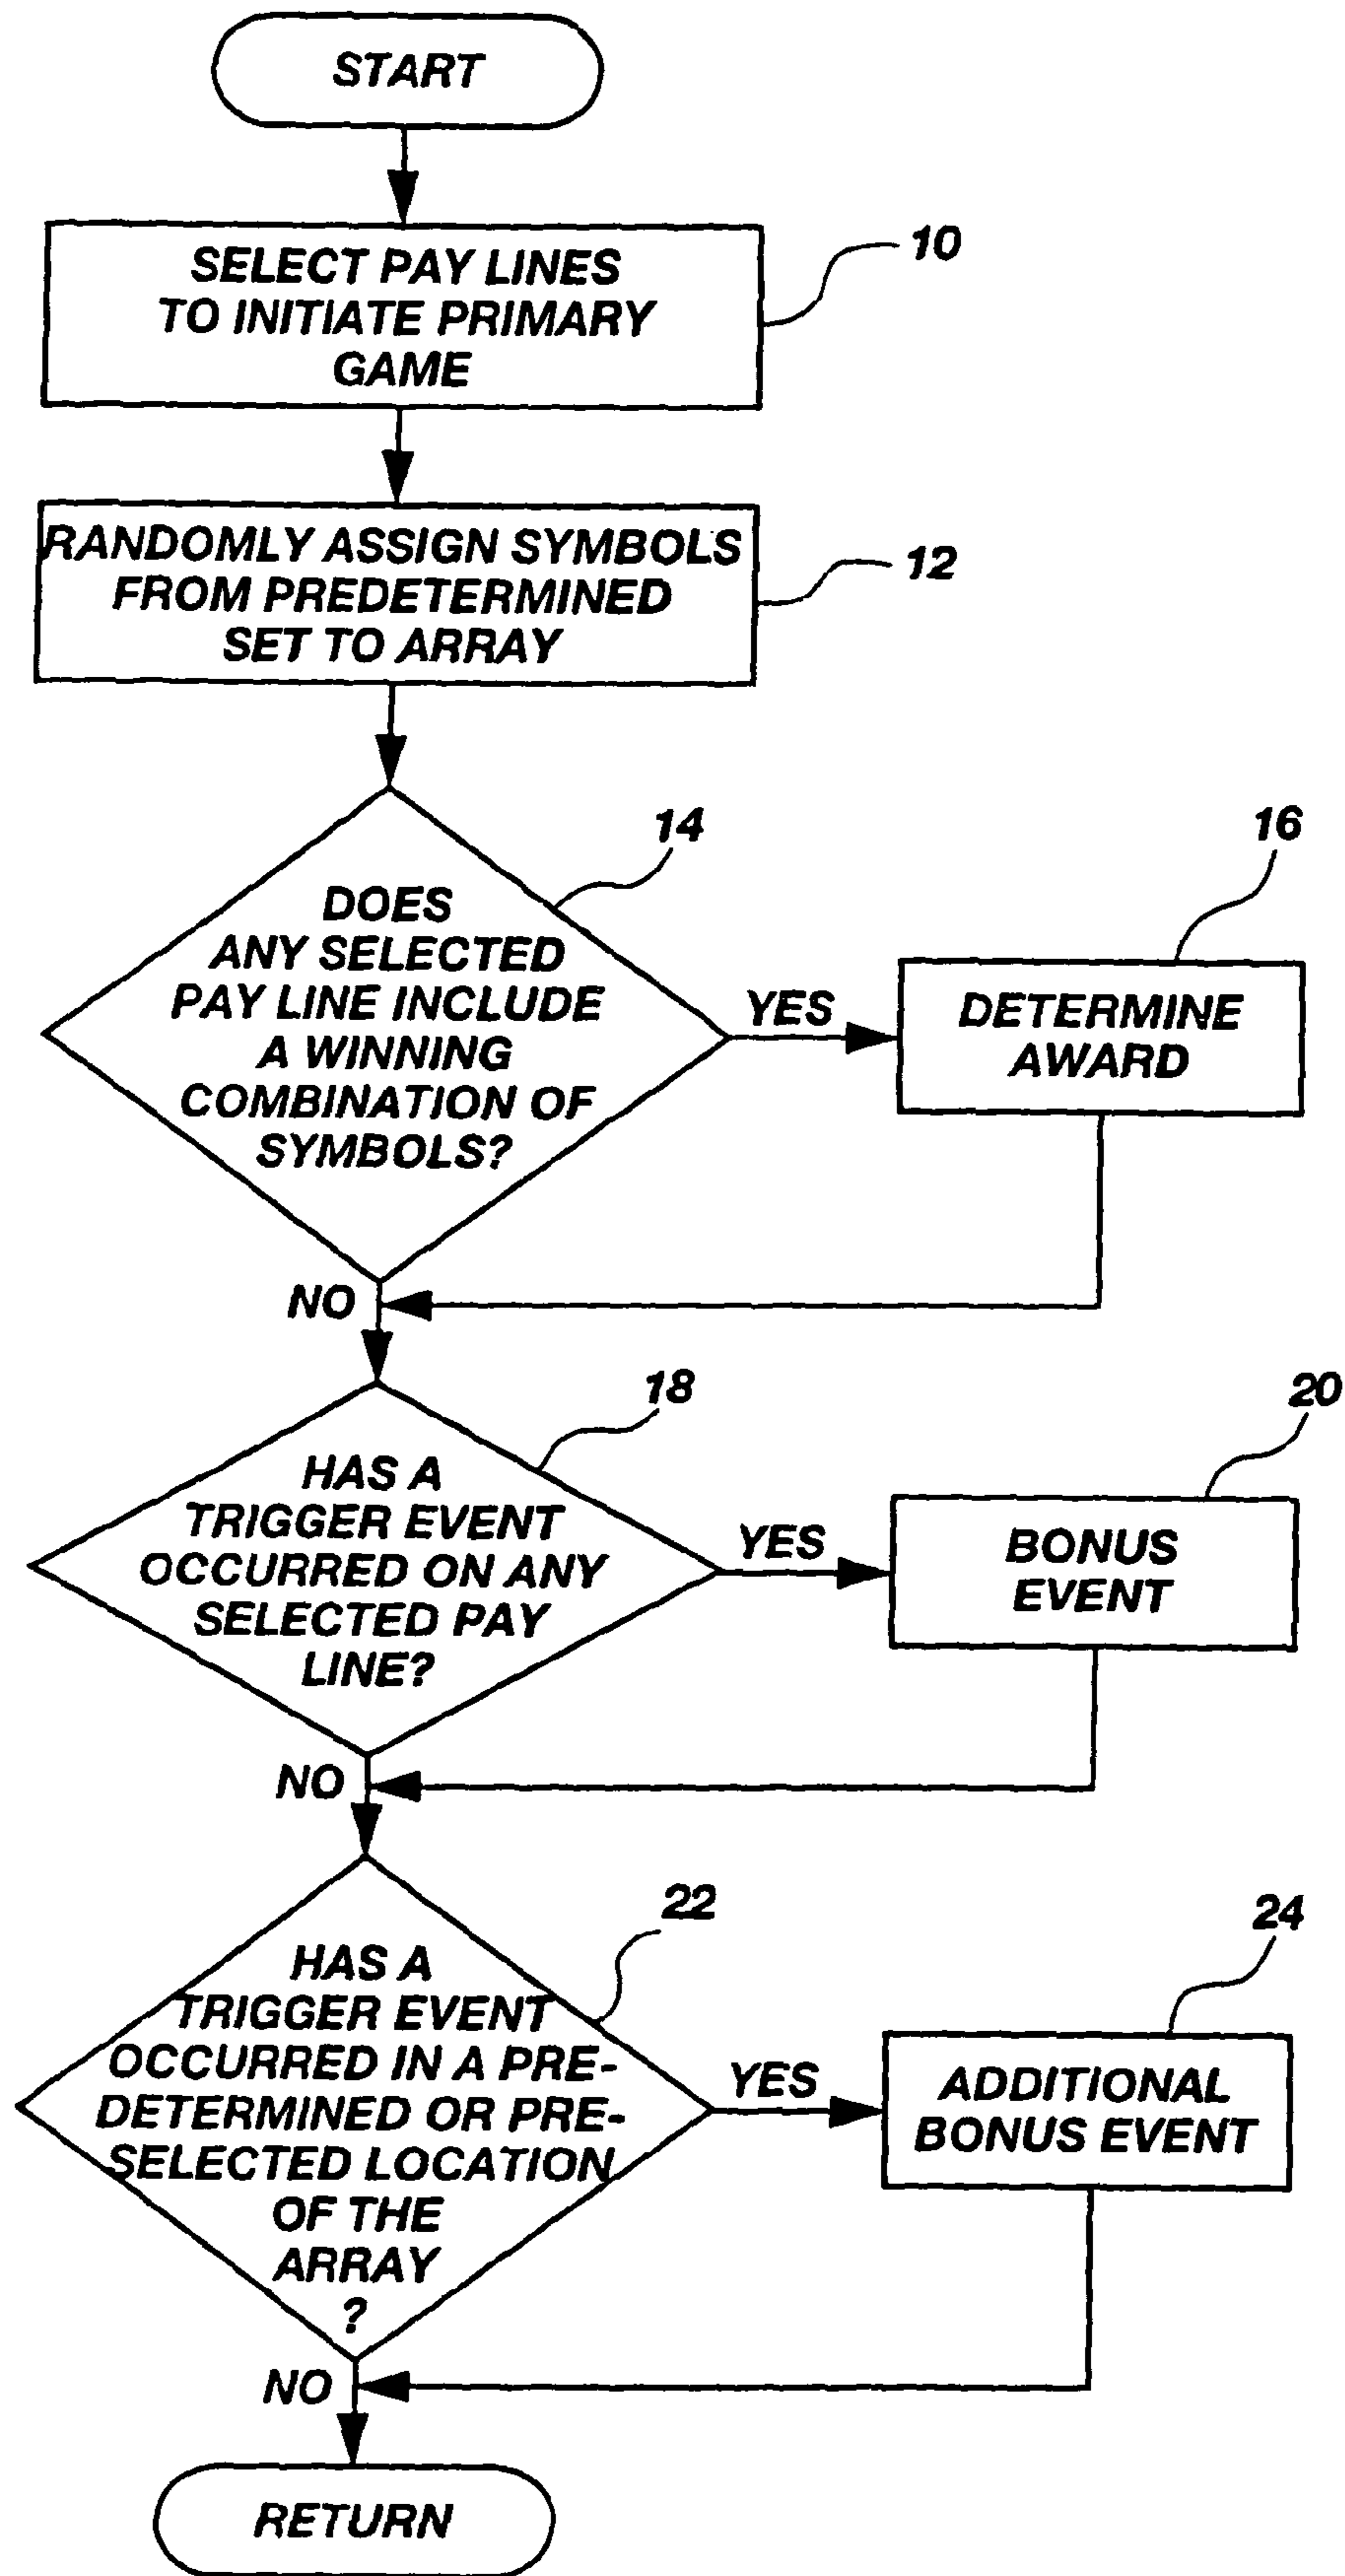 START
SELECT PAY LINES
TO INITIATE PRIMARY
GAME
10
RANDOMLY ASSIGN SYMBOLS
FROM PREDETERMINED
SET TO ARRAY
12
DOES
ANY SELECTED
PAY LINE INCLUDE
A WINNING
COMBINATION OF
SYMBOLS?
14
YES
DETERMINE
AWARD
16
NO
HAS A
TRIGGER EVENT
OCCURRED ON ANY
SELECTED PAY
LINE?
18
YES
BONUS
EVENT
20
NO
HAS A
TRIGGER EVENT
OCCURRED IN A PRE-
DETERMINED OR PRE-
SELECTED LOCATION
OF THE
ARRAY
?
22
YES
ADDITIONAL
BONUS EVENT
24
NO
RETURN